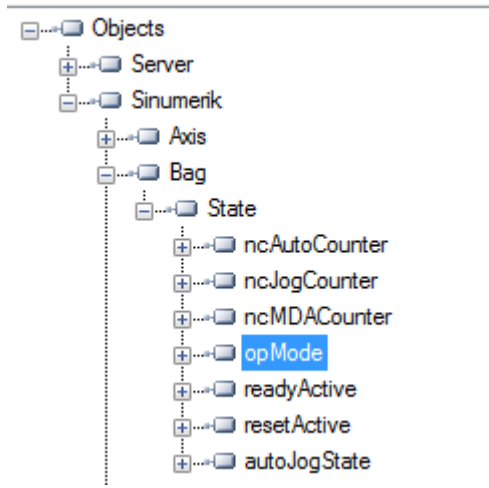 Objects
Server
Sinumerik
Axis
Bag
State
ncAutoCounter
ncJogCounter
ncMDACounter
opMode
readyActive
resetActive
autoJogState